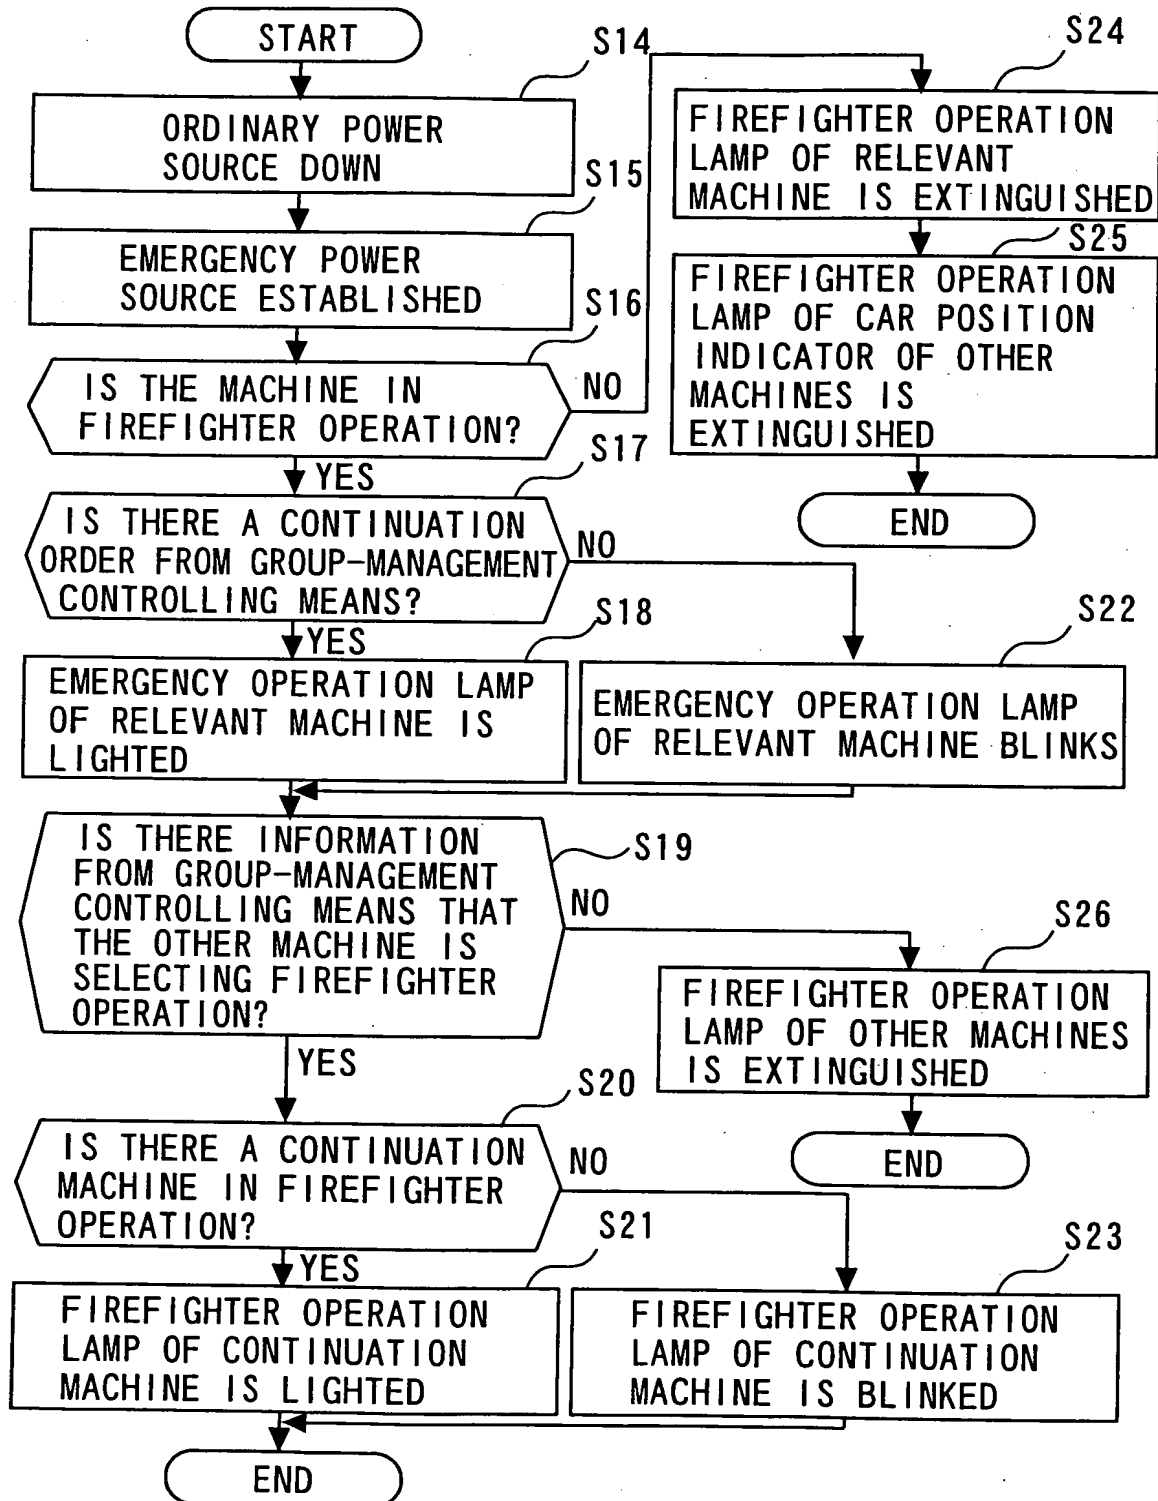 START
S14
ORDINARY POWER
SOURCE DOWN
S15
EMERGENCY POWER
SOURCE ESTABLISHED
S16
IS THE MACHINE IN
FIREFIGHTER OPERATION?
NO
YES
S17
IS THERE A CONTINUATION
ORDER FROM GROUP-MANAGEMENT
CONTROLLING MEANS?
NO
YES
S18
EMERGENCY OPERATION LAMP
OF RELEVANT MACHINE IS
LIGHTED
S22
EMERGENCY OPERATION LAMP
OF RELEVANT MACHINE BLINKS
S19
IS THERE INFORMATION
FROM GROUP-MANAGEMENT
CONTROLLING MEANS THAT
THE OTHER MACHINE IS
SELECTING FIREFIGHTER
OPERATION?
NO
YES
S20
IS THERE A CONTINUATION
MACHINE IN FIREFIGHTER
OPERATION?
NO
YES
S21
FIREFIGHTER OPERATION
LAMP OF CONTINUATION
MACHINE IS LIGHTED
S23
FIREFIGHTER OPERATION
LAMP OF CONTINUATION
MACHINE IS BLINKED
END
S24
FIREFIGHTER OPERATION
LAMP OF RELEVANT
MACHINE IS EXTINGUISHED
S25
FIREFIGHTER OPERATION
LAMP OF CAR POSITION
INDICATOR OF OTHER
MACHINES IS
EXTINGUISHED
END
S26
FIREFIGHTER OPERATION
LAMP OF OTHER MACHINES
IS EXTINGUISHED
END